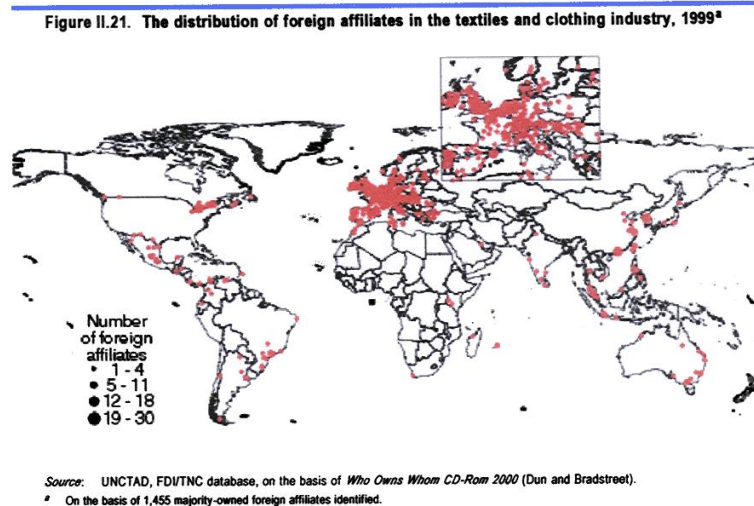 Figure II.21. The distribution of foreign affiliates in the textiles and clothing industry, 1999ª
Number
of foreign
affiliates
1 - 4
5 - 11
12 - 18
19 - 30
Source: UNCTAD, FDI/TNC database, on the basis of Who Owns Whom CD-Rom 2000 (Dun and Bradstreet).
ª On the basis of 1,455 majority-owned foreign affiliates identified.